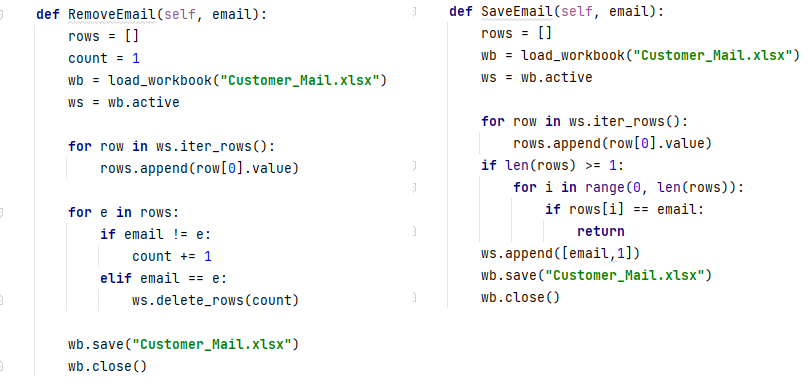 def RemoveEmail(self, email):
    rows = []
    count = 1
    wb = load_workbook("Customer_Mail.xlsx")
    ws = wb.active

    for row in ws.iter_rows():
        rows.append(row[0].value)

    for e in rows:
        if email != e:
            count += 1
        elif email == e:
            ws.delete_rows(count)

    wb.save("Customer_Mail.xlsx")
    wb.close()

def SaveEmail(self, email):
    rows = []
    wb = load_workbook("Customer_Mail.xlsx")
    ws = wb.active

    for row in ws.iter_rows():
        rows.append(row[0].value)
    if len(rows) >= 1:
        for i in range(0, len(rows)):
            if rows[i] == email:
                return
    ws.append([email,1])
    wb.save("Customer_Mail.xlsx")
    wb.close()